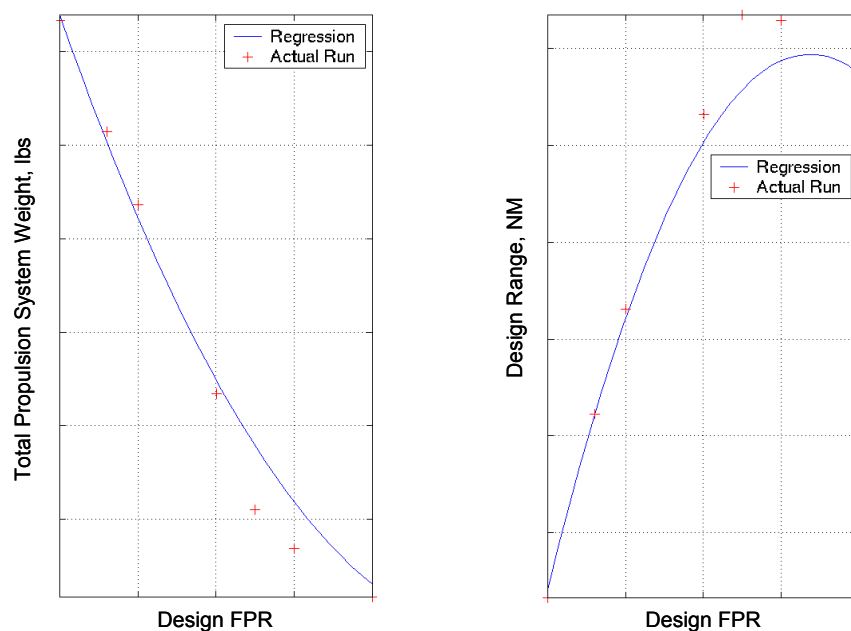 Total Propulsion System Weight, lbs
Regression
Actual Run
Design FPR
Design Range, NM
Regression
Actual Run
Design FPR